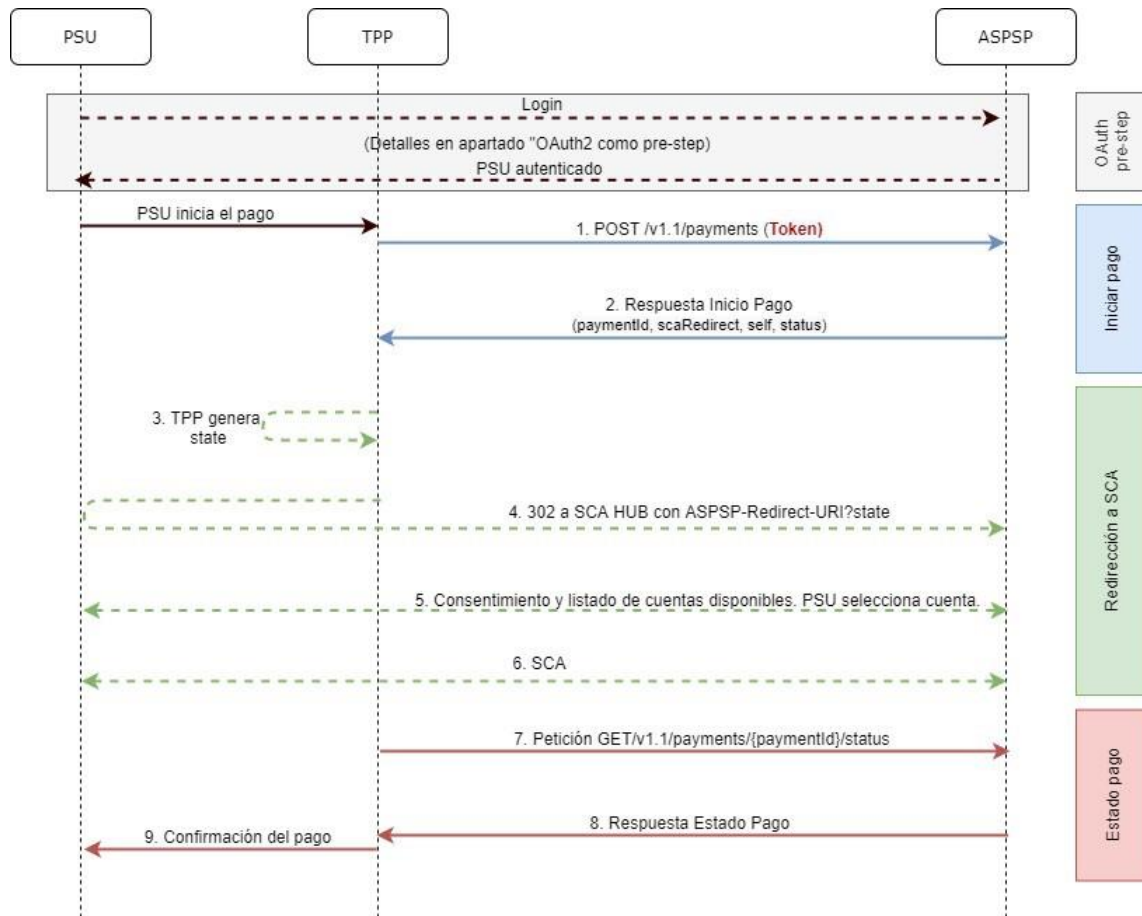 PSU
TPP
ASPSP
Login
(Detalles en apartado "OAuth2 como pre-step)
PSU autenticado
OAuth
pre-step
PSU inicia el pago
1. POST /v1.1/payments (Token)
2. Respuesta Inicio Pago
(paymentId, scaRedirect, self, status)
Iniciar pago
3. TPP genera
state
4. 302 a SCA HUB con ASPSP-Redirect-URI?state
5. Consentimiento y listado de cuentas disponibles. PSU selecciona cuenta.
6. SCA
Redirección a SCA
7. Petición GET/v1.1/payments/{paymentId}/status
8. Respuesta Estado Pago
9. Confirmación del pago
Estado pago